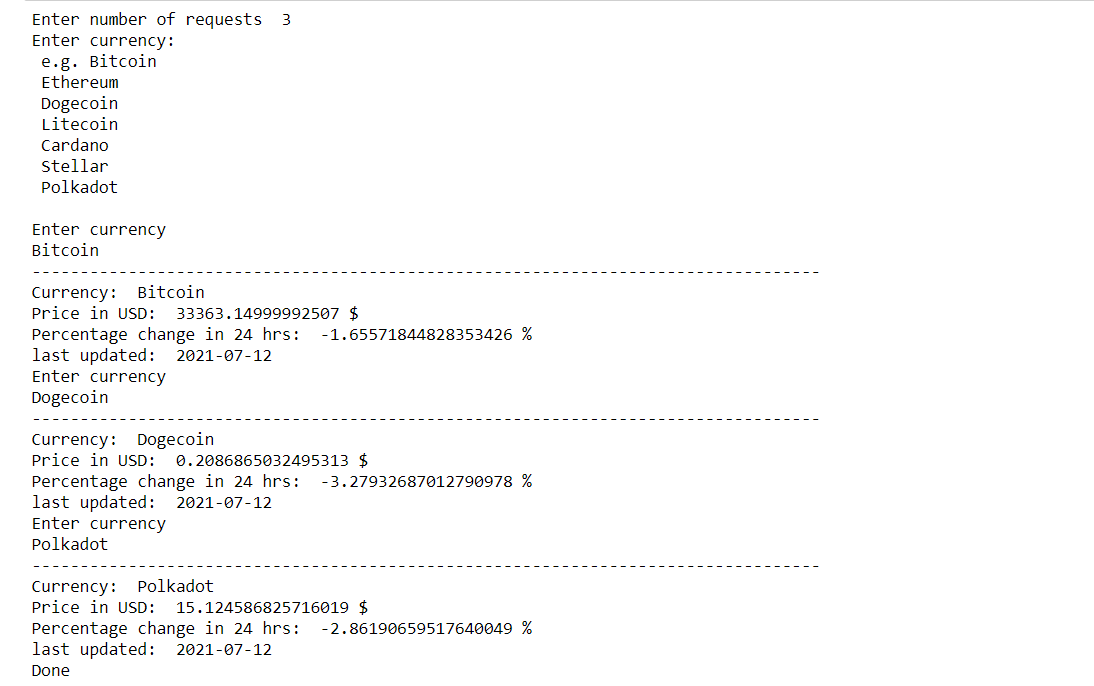 Enter number of requests  3
Enter currency:
 e.g. Bitcoin
 Ethereum
 Dogecoin
 Litecoin
 Cardano
 Stellar
 Polkadot

Enter currency
Bitcoin
----------------------------------------------------------------------------------
Currency:  Bitcoin
Price in USD:  33363.14999992507 $
Percentage change in 24 hrs:  -1.65571844828353426 %
last updated:  2021-07-12
Enter currency
Dogecoin
----------------------------------------------------------------------------------
Currency:  Dogecoin
Price in USD:  0.2086865032495313 $
Percentage change in 24 hrs:  -3.27932687012790978 %
last updated:  2021-07-12
Enter currency
Polkadot
----------------------------------------------------------------------------------
Currency:  Polkadot
Price in USD:  15.124586825716019 $
Percentage change in 24 hrs:  -2.86190659517640049 %
last updated:  2021-07-12
Done